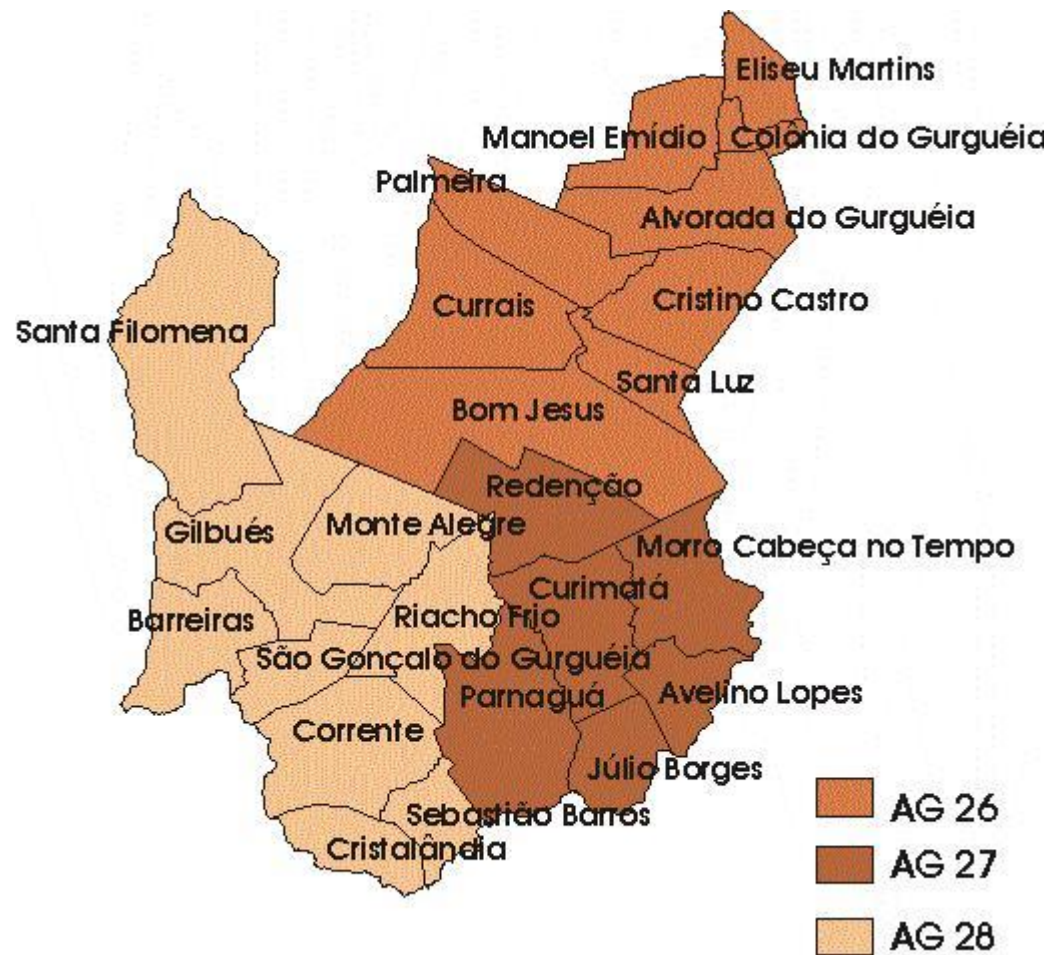 Eliseu Martins
Manoel Emídio
Colônia do Gurguéia
Palmeira
Alvorada do Gurguéia
Currais
Cristino Castro
Santa Filomena
Santa Luz
Bom Jesus
Redenção
Gilbués
Monte Alegre
Morro Cabeça no Tempo
Curimatá
Barreiras
Riacho Frio
São Gonçalo do Gurguéia
Parnaguá
Avelino Lopes
Corrente
Júlio Borges
Sebastião Barros
Cristalândia
AG 26
AG 27
AG 28